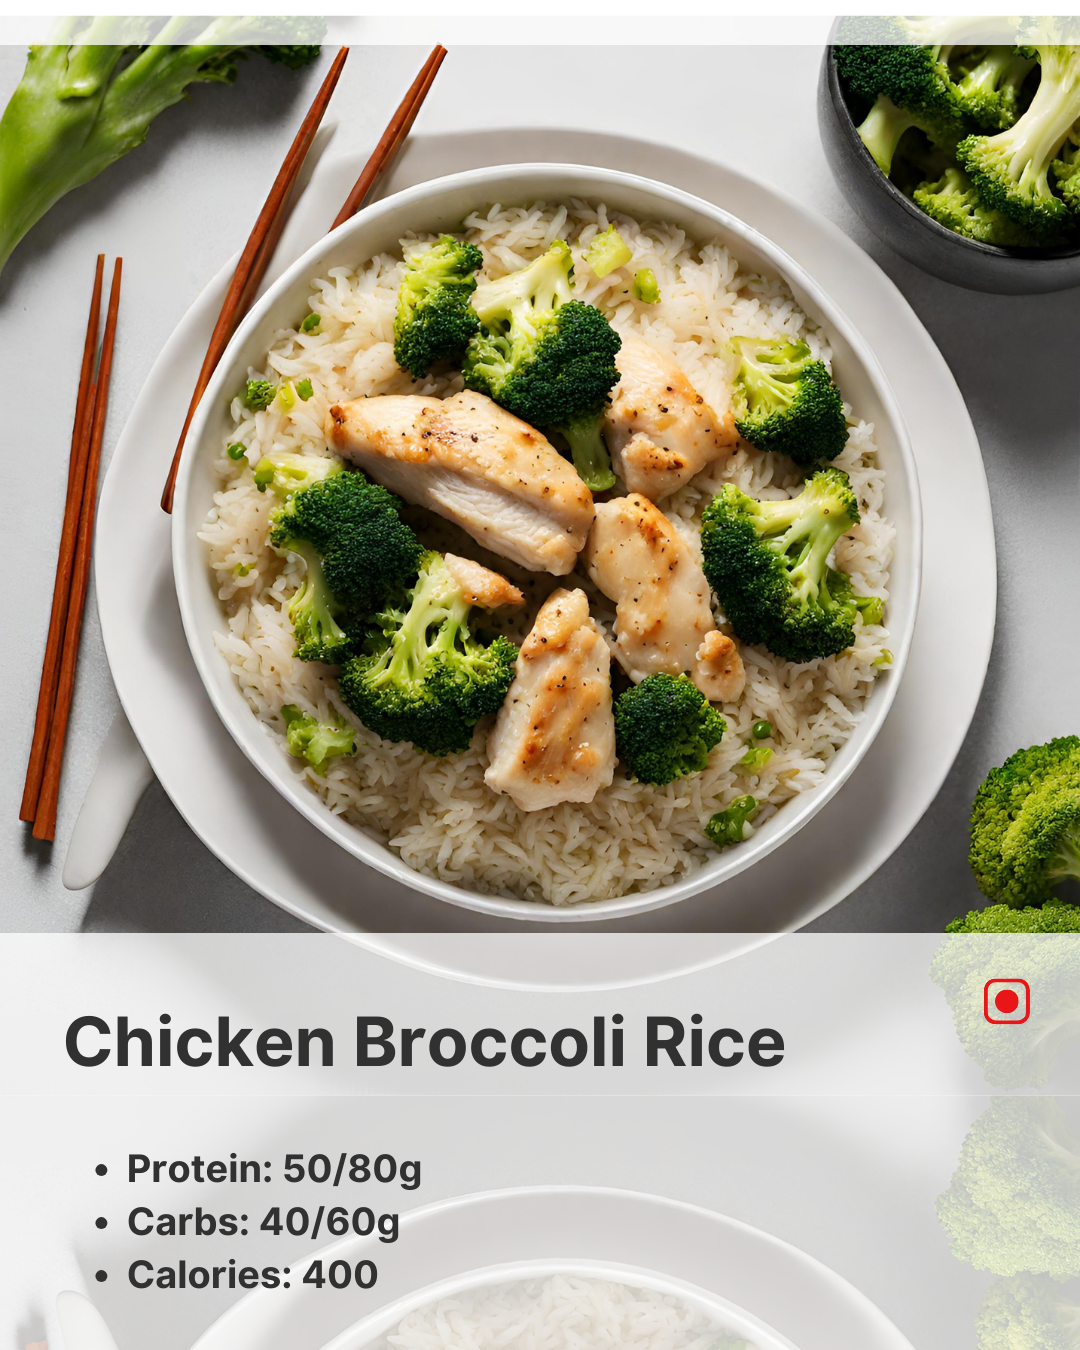 Chicken Broccoli Rice
• Protein: 50/80g
• Carbs: 40/60g
• Calories: 400